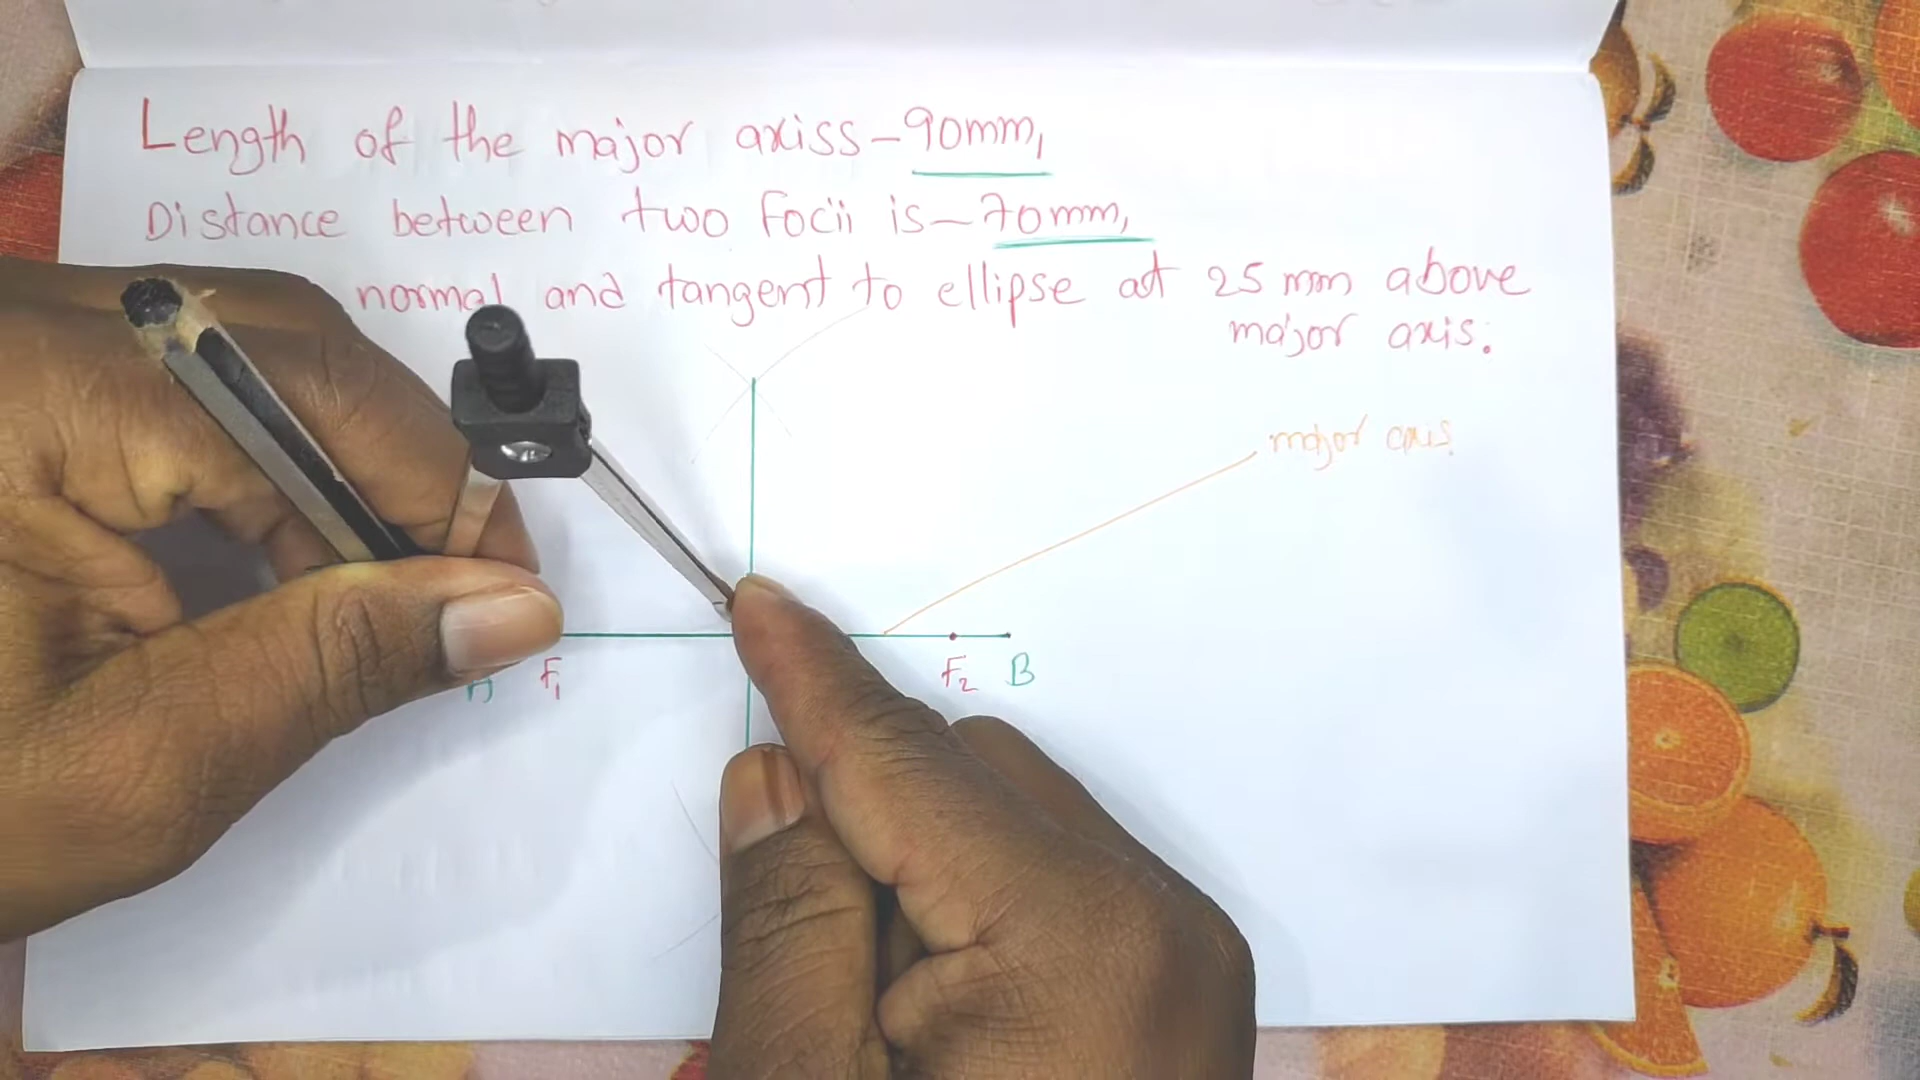 Length of the major axiss-90mm,
Distance between two Focii is-70mm,
normal and tangent to ellipse at 25 mm above
major axis.
major axis
F1 F2 B